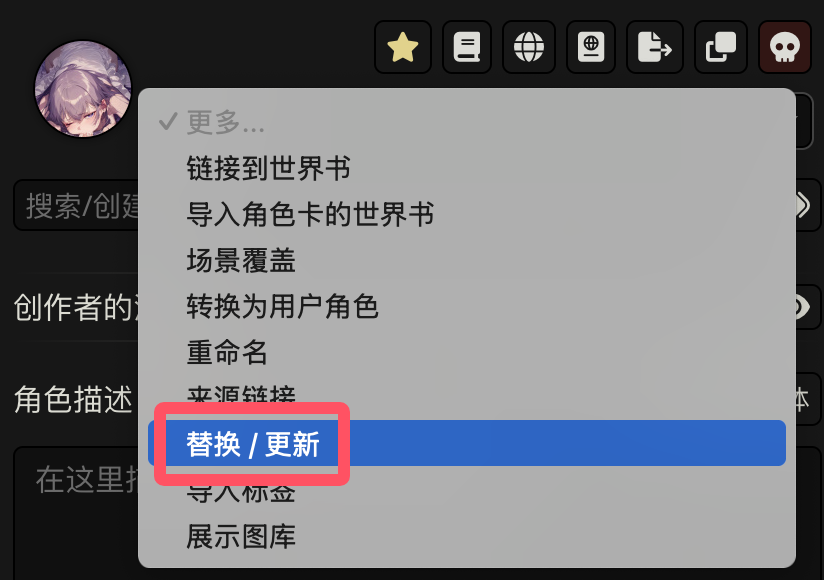 更多...
链接到世界书
导入角色卡的世界书
搜索/创建
场景覆盖
创作者的
转换为用户角色
重命名
角色描述
来源链接
体
替换 / 更新
在这里
导入标签
展示图库